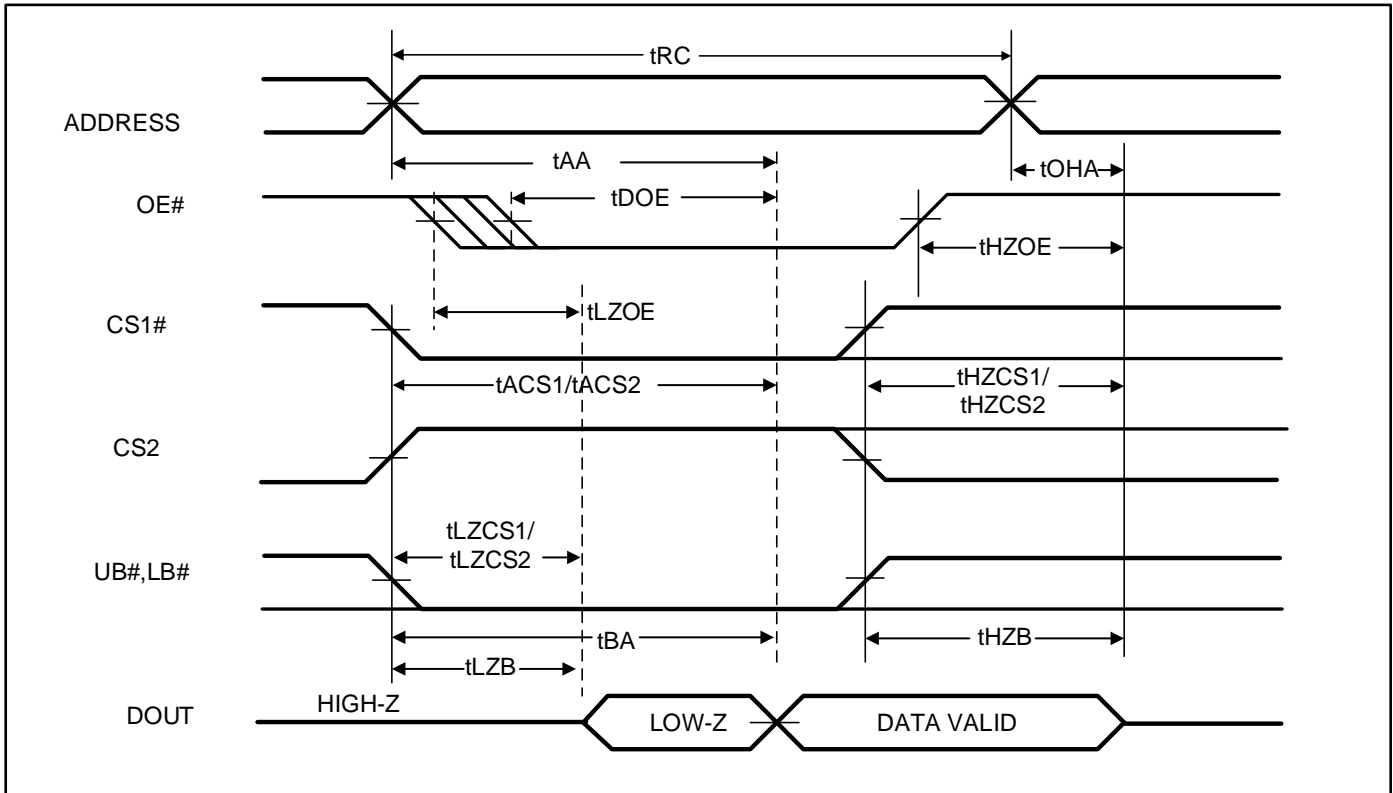 tRC
ADDRESS
tAA
tOHA
OE#
tDOE
tHZOE
tLZOE
CS1#
tACS1/tACS2
tHZCS1/
tHZCS2
CS2
tLZCS1/
tLZCS2
UB#,LB#
tBA
tHZB
tLZB
HIGH-Z
DOUT
LOW-Z
DATA VALID